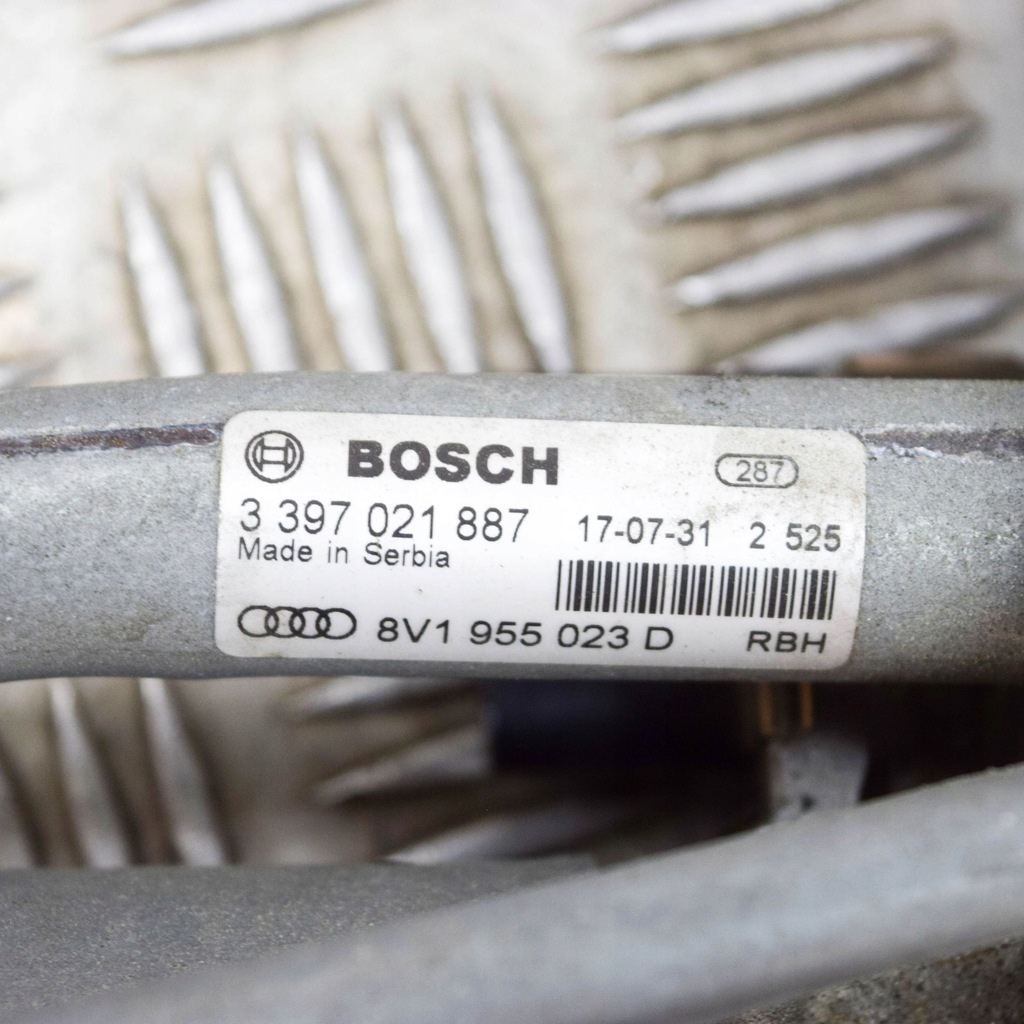 BOSCH 287
3 397 021 887 17-07-31 2 525
Made in Serbia
8V1 955 023 D RBH